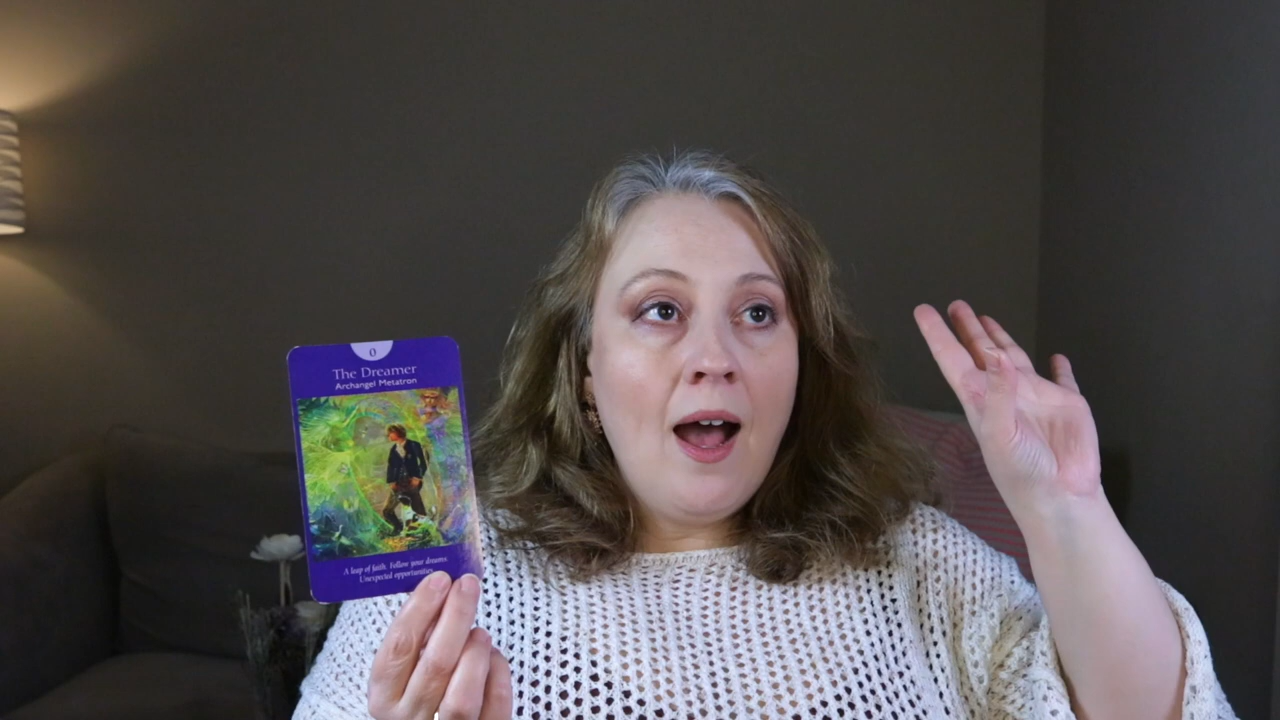 0
The Dreamer
Archangel Metatron
A leap of faith. Follow your dreams.
Unexpected opportunities.